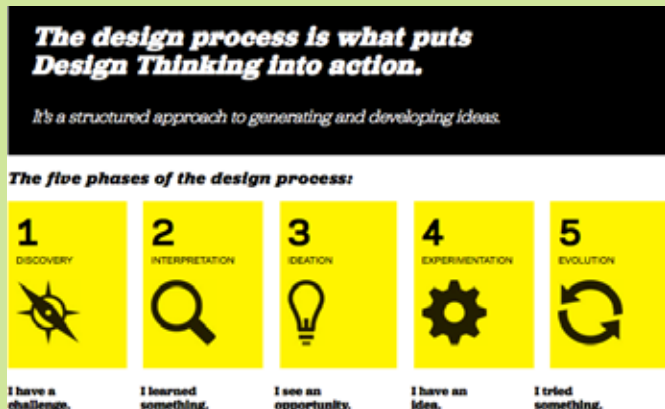 The design process is what puts
Design Thinking into action.
It's a structured approach to generating and developing ideas.
The five phases of the design process:
1
DISCOVERY
2
INTERPRETATION
3
IDEATION
4
EXPERIMENTATION
5
EVOLUTION
I have a
challenge.
I learned
something.
I see an
opportunity.
I have an
idea.
I tried
something.